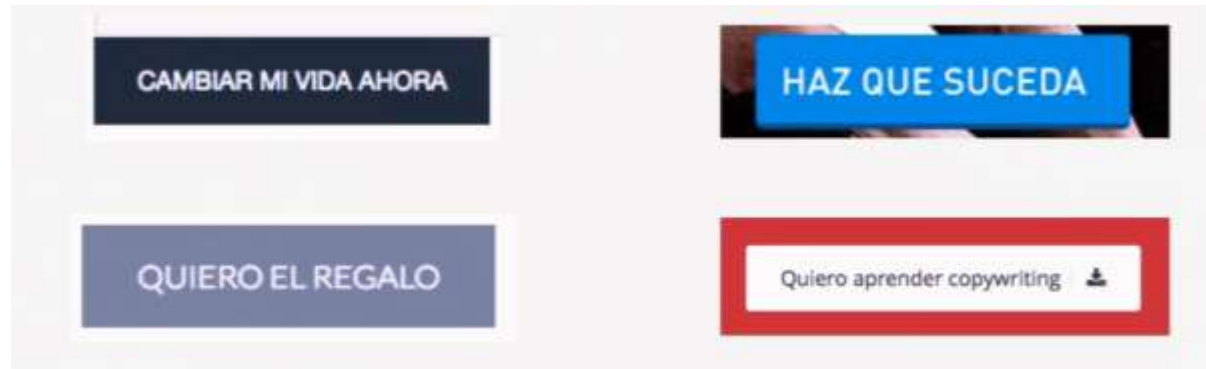 CAMBIAR MI VIDA AHORA
HAZ QUE SUCEDA
QUIERO EL REGALO
Quiero aprender copywriting